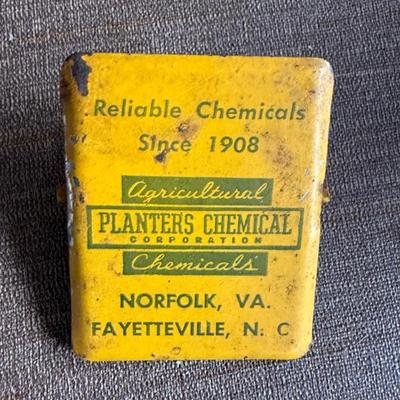 Reliable Chemicals
Since 1908
Agricultural
PLANTERS CHEMICAL
CORPORATION
Chemicals
NORFOLK, VA.
FAYETTEVILLE, N. C